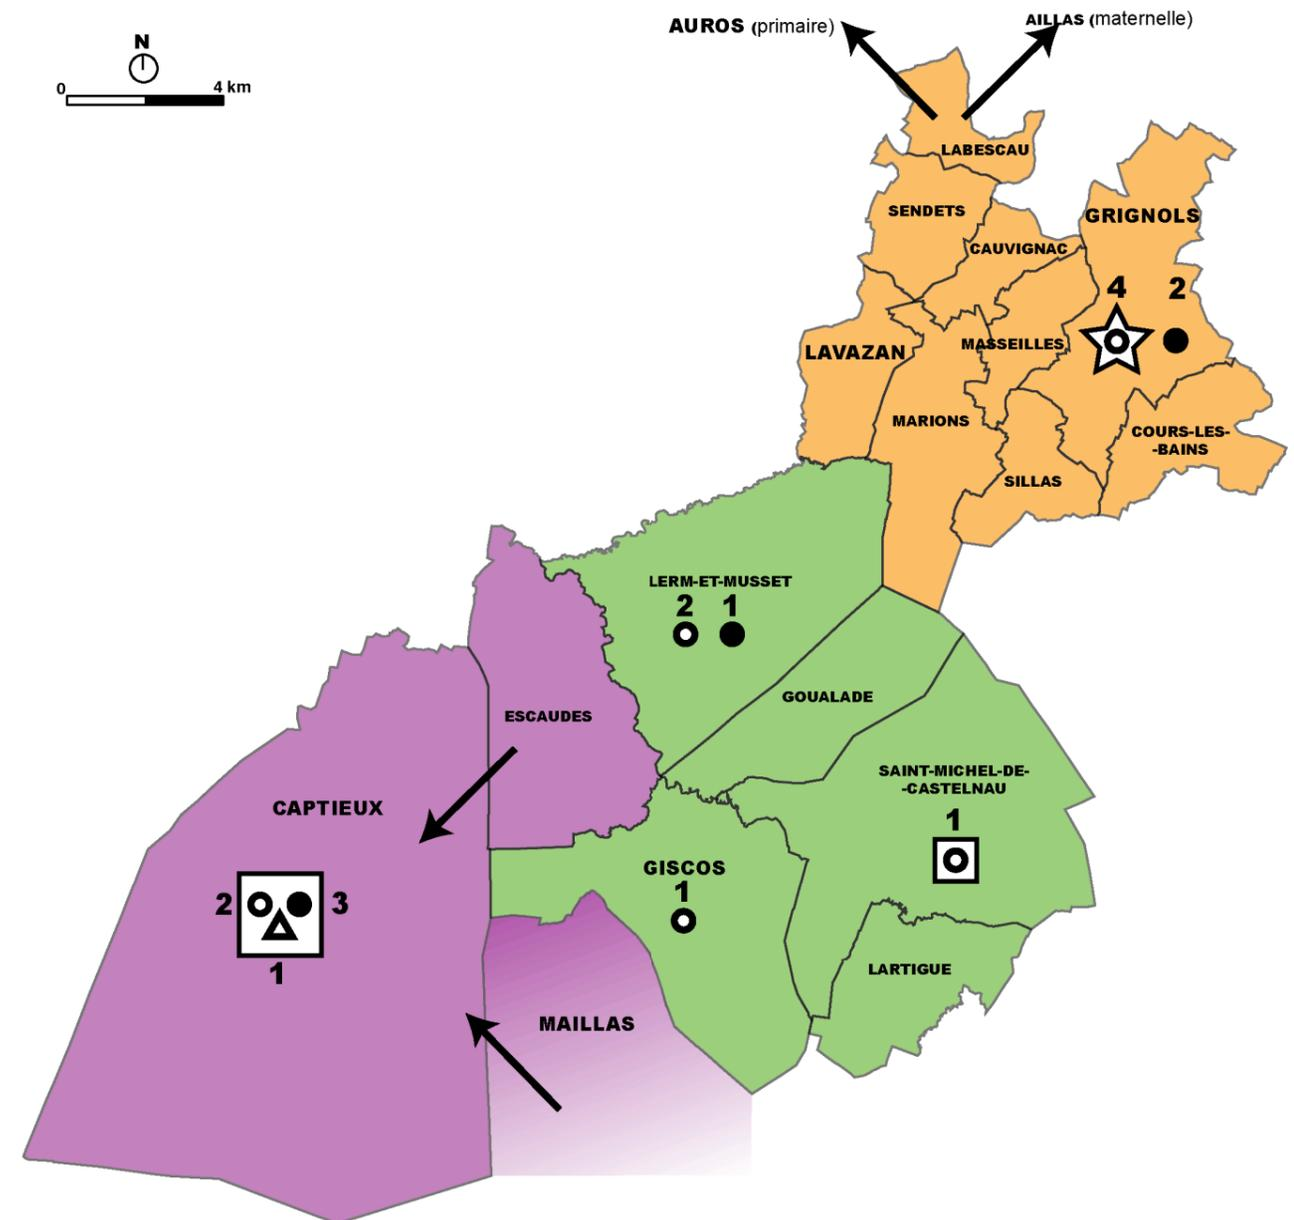 AUROS (primaire)
AILLAS (maternelle)
N
0 4 km
LABESCAU
SENDETS
GRIGNOLS
CAUVIGNAC
4 2
LAVAZAN
MASSEILLES
MARIONS
COURS-LES-
-BAINS
SILLAS
LERM-ET-MUSSET
2 1
GOUALADE
ESCAUDES
SAINT-MICHEL-DE-
-CASTELNAU
1
CAPTIEUX
GISCOS
1
2 3
1
LARTIGUE
MAILLAS